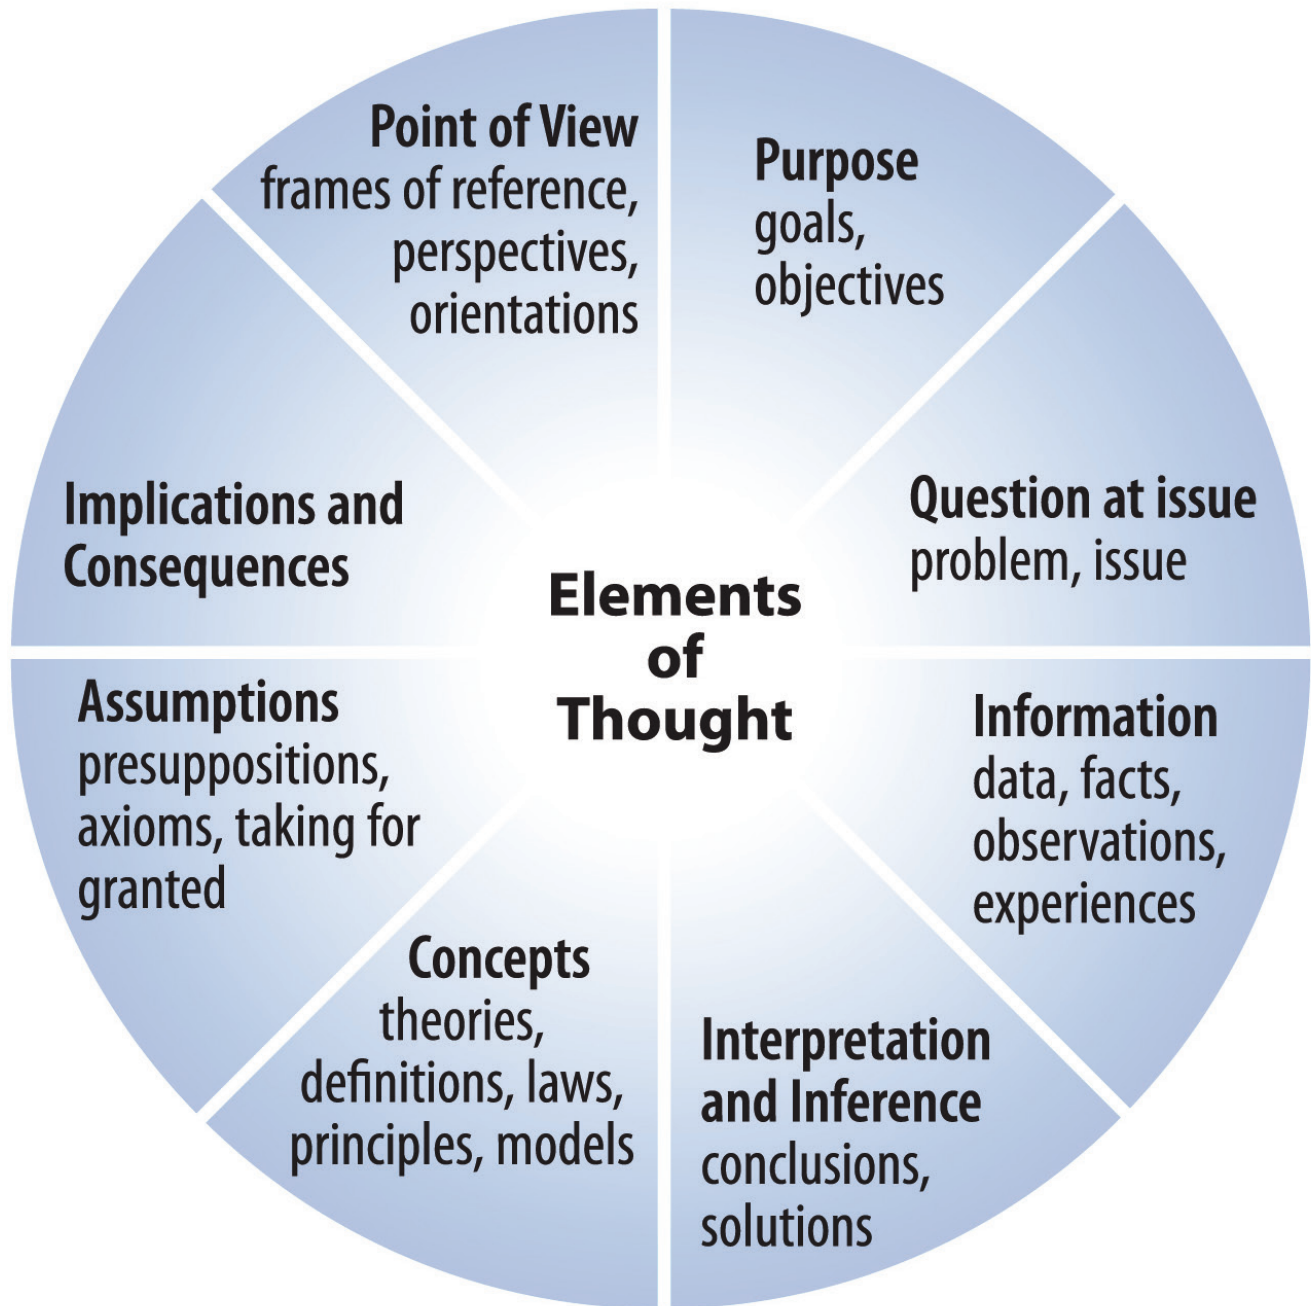 Point of View
frames of reference,
perspectives,
orientations
Purpose
goals,
objectives
Implications and
Consequences
Question at issue
problem, issue
Elements
of
Thought
Assumptions
presuppositions,
axioms, taking for
granted
Information
data, facts,
observations,
experiences
Concepts
theories,
definitions, laws,
principles, models
Interpretation
and Inference
conclusions,
solutions